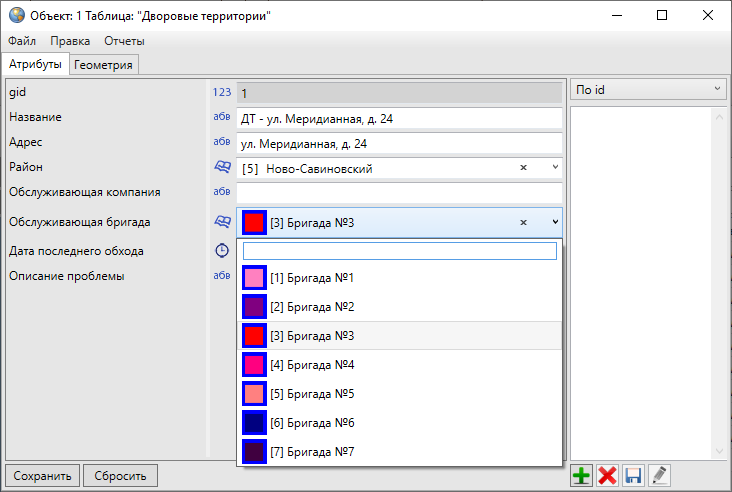 Объект: 1 Таблица: "Дворовые территории"
Файл Правка Отчеты
Атрибуты Геометрия
gid 123 1
Название абв ДТ - ул. Меридианная, д. 24
Адрес абв ул. Меридианная, д. 24
Район [5] Ново-Савиновский
Обслуживающая компания абв
Обслуживающая бригада [3] Бригада №3
Дата последнего обхода
Описание проблемы абв
[1] Бригада №1
[2] Бригада №2
[3] Бригада №3
[4] Бригада №4
[5] Бригада №5
[6] Бригада №6
[7] Бригада №7
По id
Сохранить Сбросить